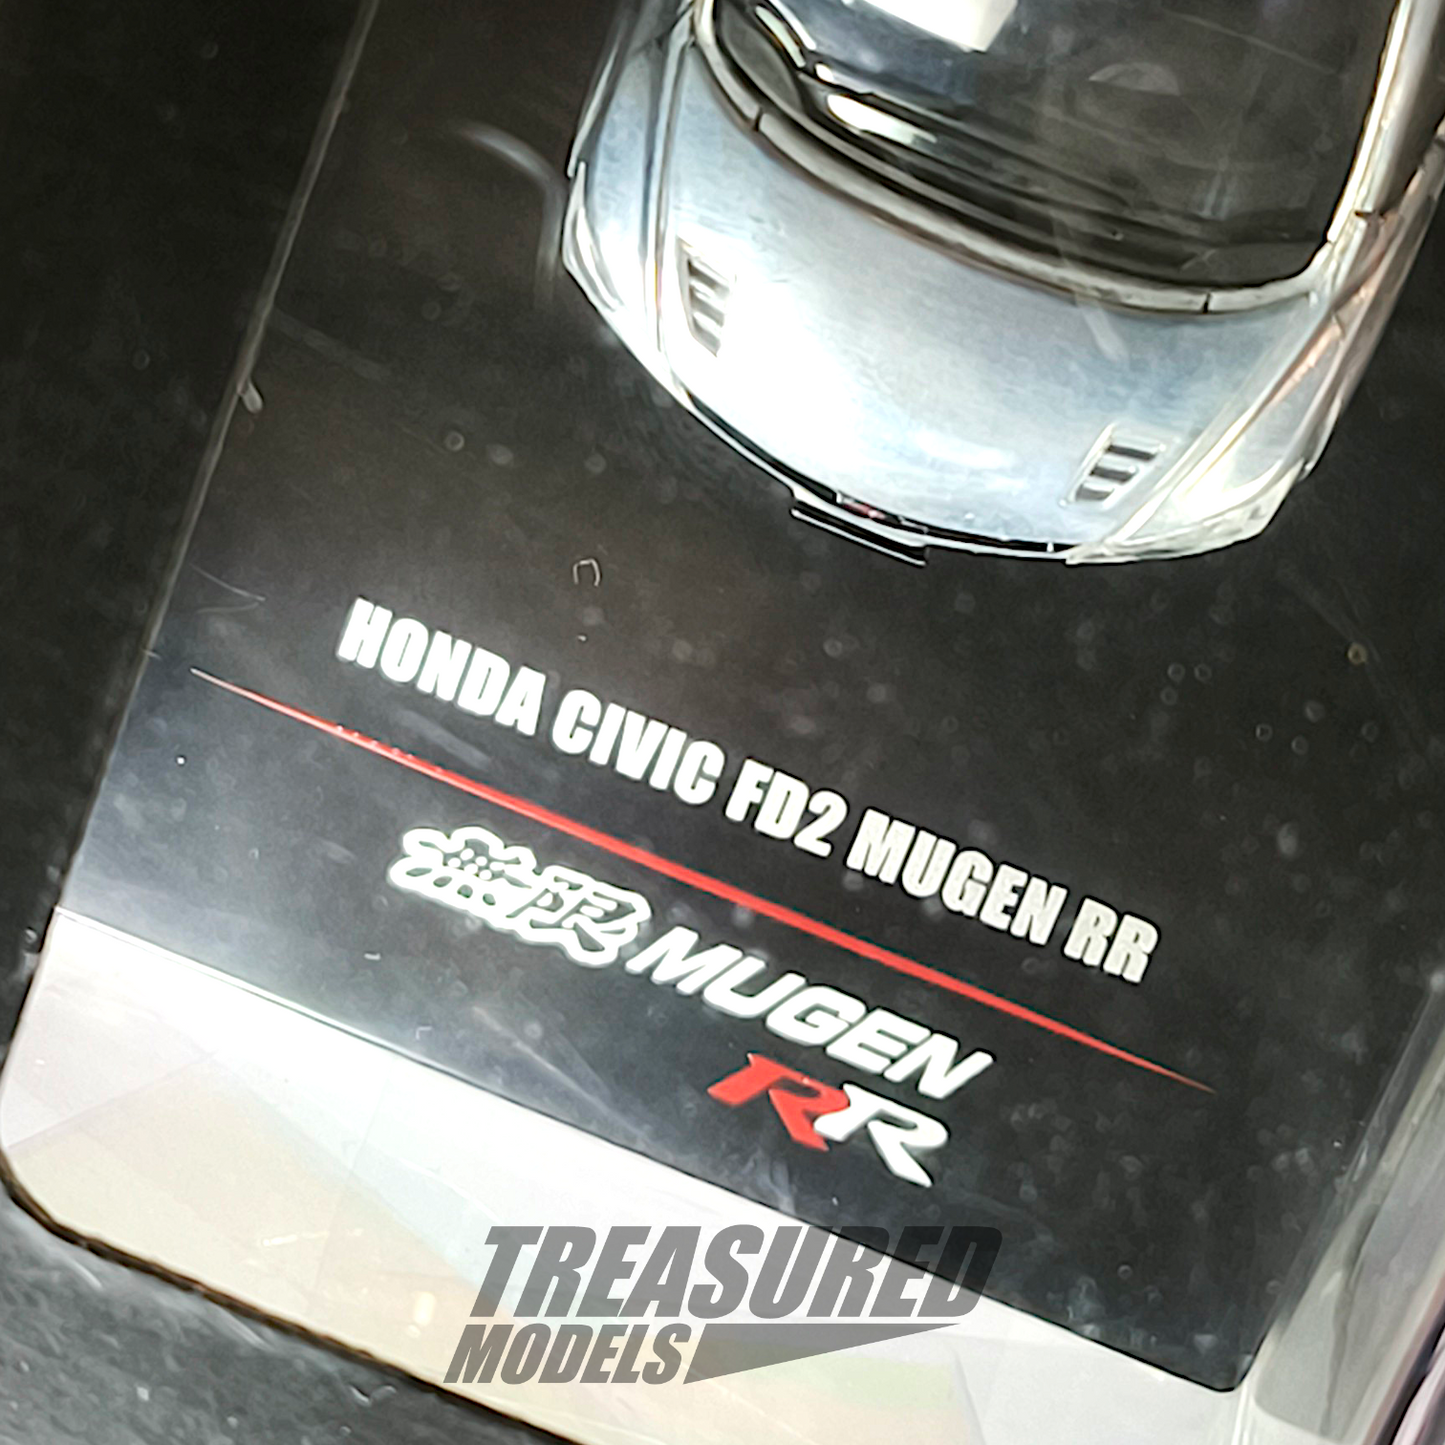 HONDA CIVIC FD2 MUGEN RR
無限 MUGEN
RR
TREASURED
MODELS